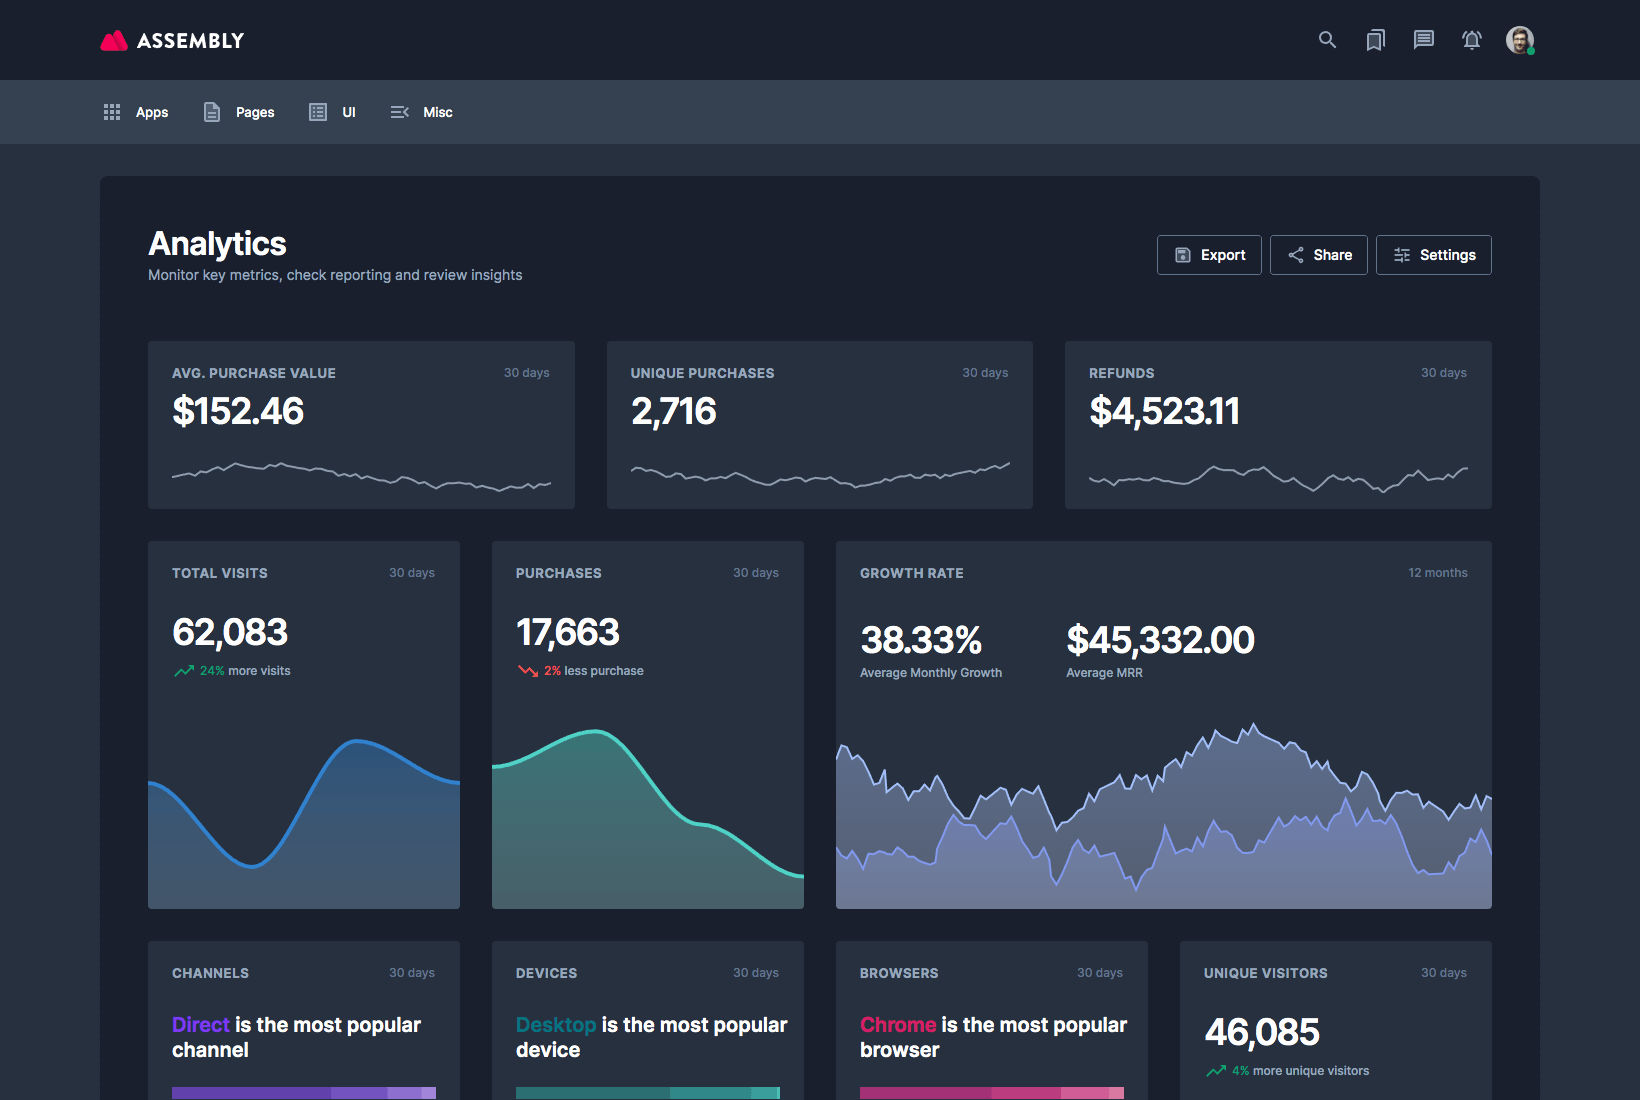 ASSEMBLY
Apps Pages UI Misc
Analytics
Monitor key metrics, check reporting and review insights
Export Share Settings
AVG. PURCHASE VALUE 30 days
$152.46
UNIQUE PURCHASES 30 days
2,716
REFUNDS 30 days
$4,523.11
TOTAL VISITS 30 days
62,083
24% more visits
PURCHASES 30 days
17,663
2% less purchase
GROWTH RATE 12 months
38.33% $45,332.00
Average Monthly Growth Average MRR
CHANNELS 30 days
Direct is the most popular
channel
DEVICES 30 days
Desktop is the most popular
device
BROWSERS 30 days
Chrome is the most popular
browser
UNIQUE VISITORS 30 days
46,085
4% more unique visitors